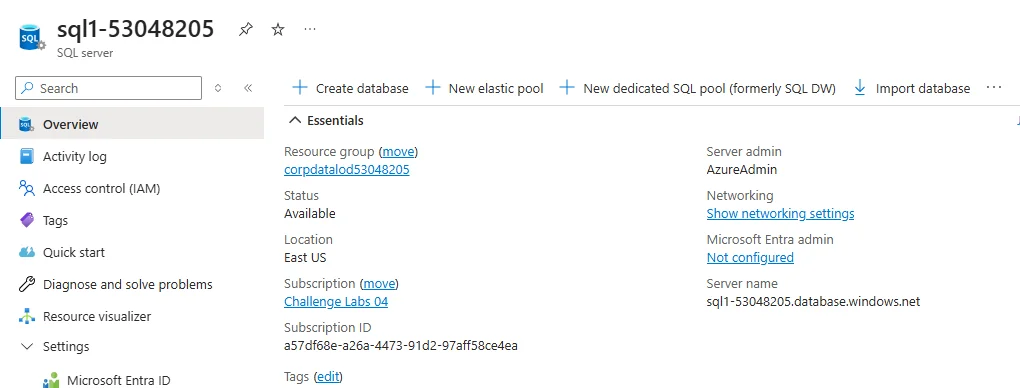 sql1-53048205
SQL server
Search
Overview
Activity log
Access control (IAM)
Tags
Quick start
Diagnose and solve problems
Resource visualizer
Settings
Microsoft Entra ID
Create database
New elastic pool
New dedicated SQL pool (formerly SQL DW)
Import database
Essentials
Resource group (move)
corpdatalod53048205
Status
Available
Location
East US
Subscription (move)
Challenge Labs 04
Subscription ID
a57df68e-a26a-4473-91d2-97aff58ce4ea
Tags (edit)
Server admin
AzureAdmin
Networking
Show networking settings
Microsoft Entra admin
Not configured
Server name
sql1-53048205.database.windows.net